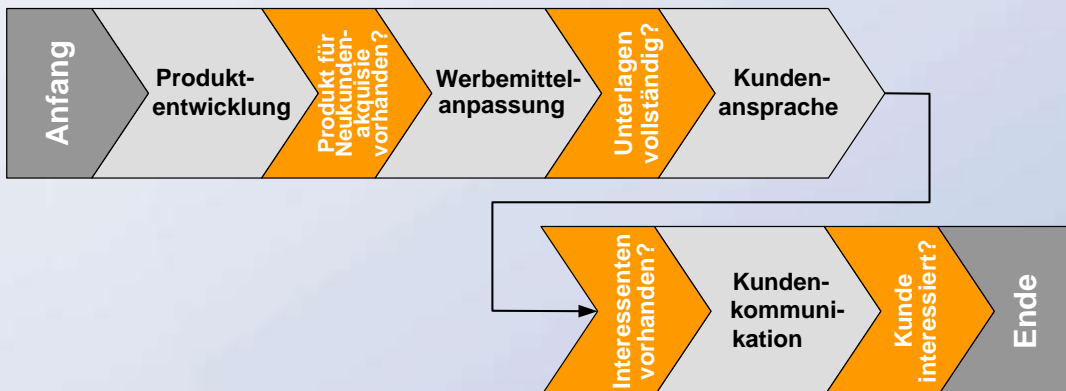 Anfang
Produkt-
entwicklung
Produkt für
Neukunden-
akquisie
vorhanden?
Werbemittel-
anpassung
Unterlagen
vollständig?
Kunden-
ansprache
Interessenten
vorhanden?
Kunden-
kommuni-
kation
Kunde
interessiert?
Ende